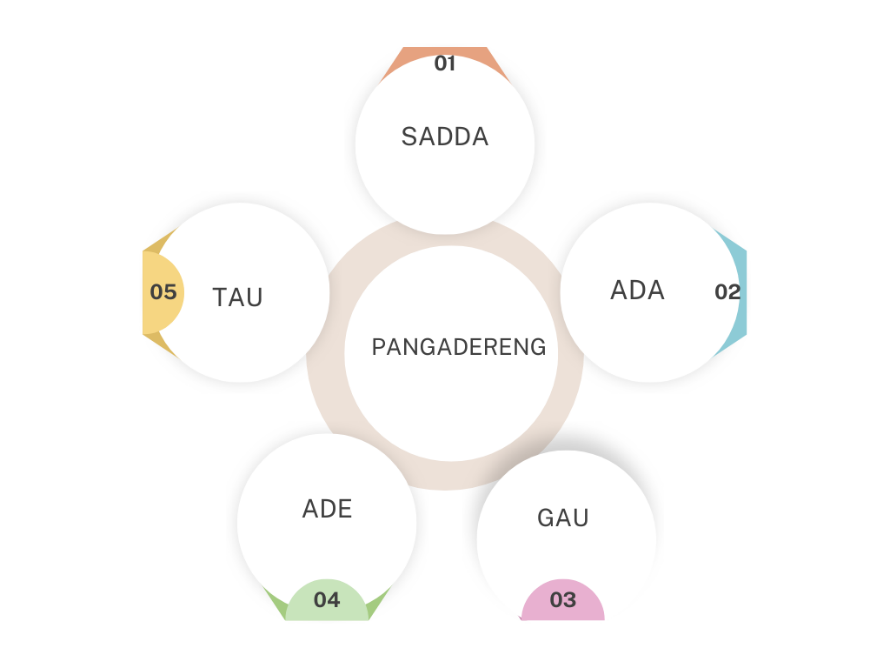 01
SADDA
ADA
02
GAU
03
ADE
04
05
TAU
PANGADERENG